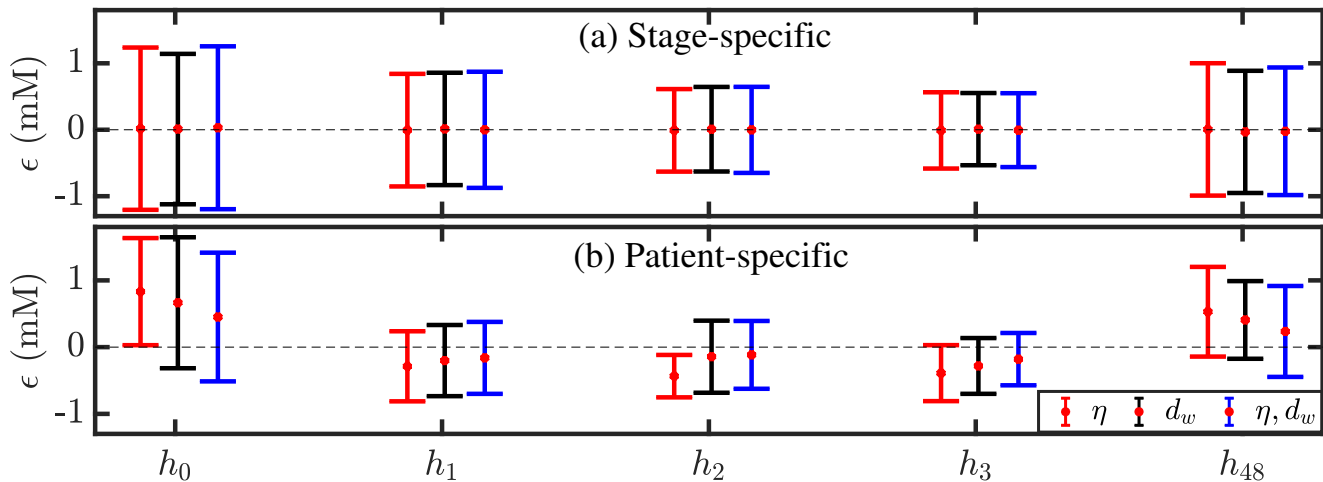 (a) Stage-specific
ϵ (mM)
1
0
-1
(b) Patient-specific
ϵ (mM)
1
0
-1
η d_w η, d_w
h_0 h_1 h_2 h_3 h_48